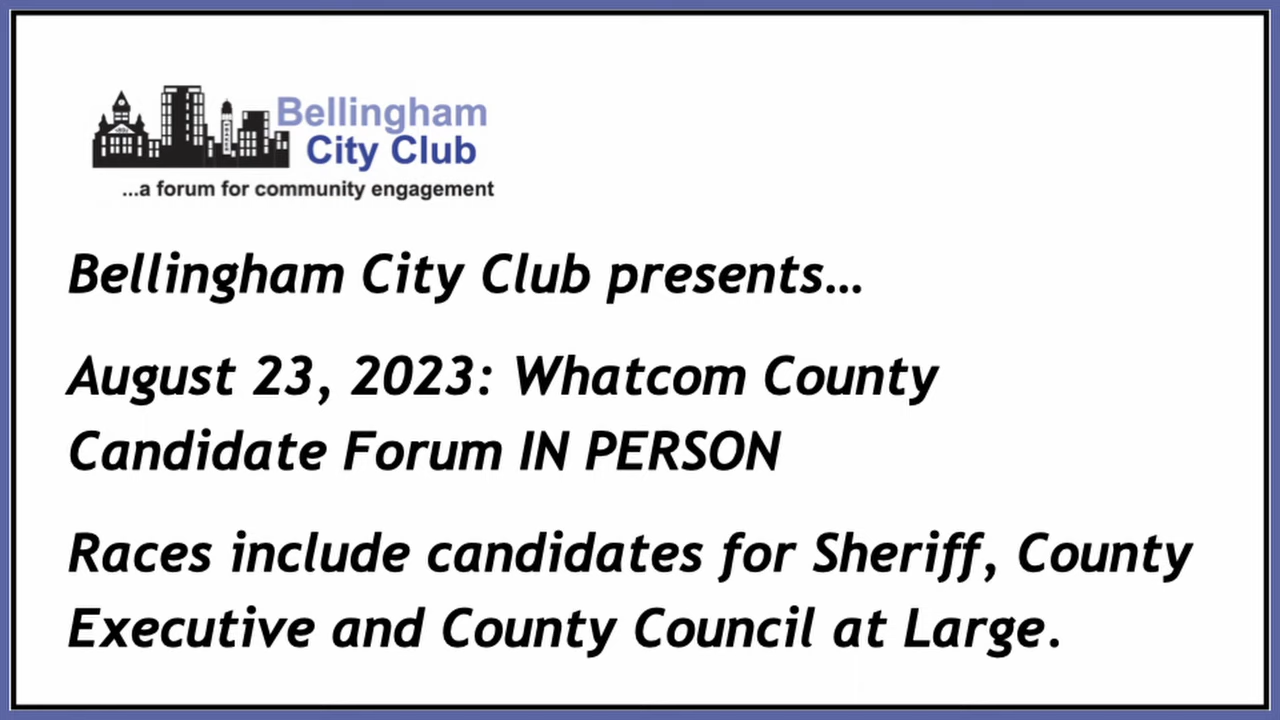 Bellingham
City Club
...a forum for community engagement
Bellingham City Club presents…
August 23, 2023: Whatcom County
Candidate Forum IN PERSON
Races include candidates for Sheriff, County
Executive and County Council at Large.